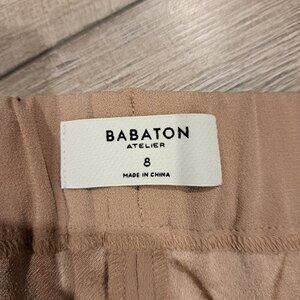 BABATON
ATELIER
8
MADE IN CHINA